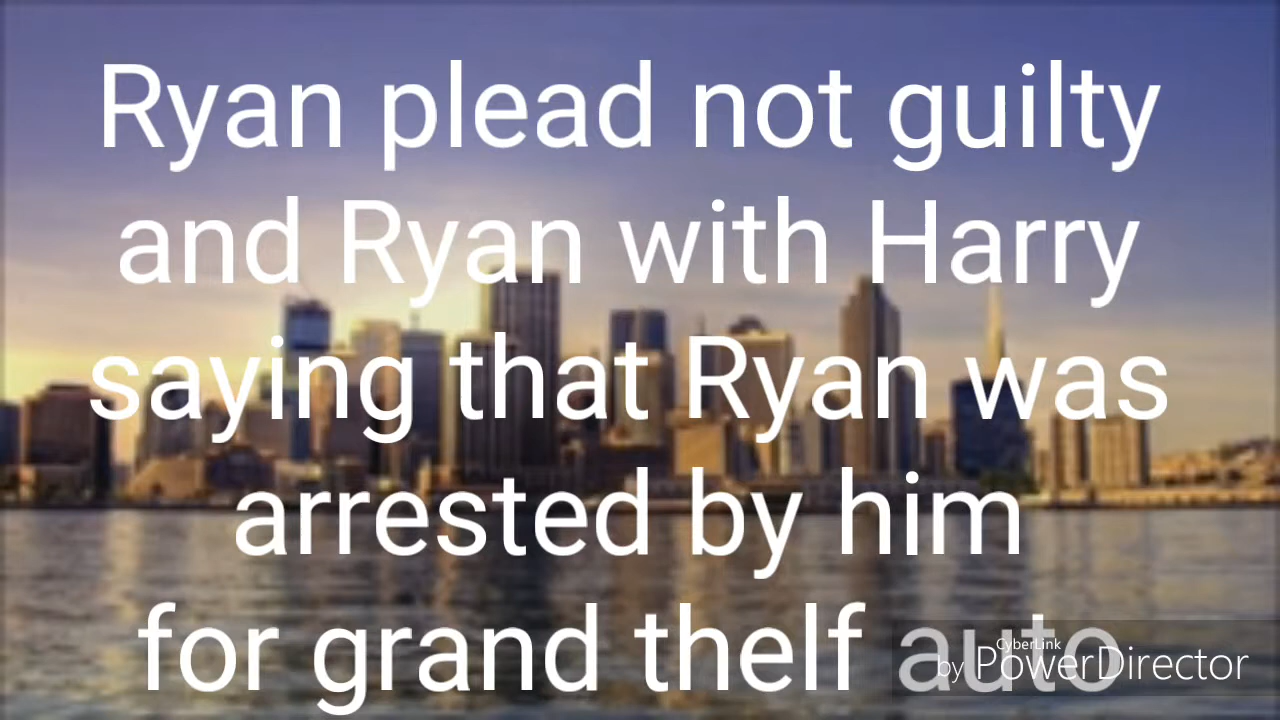 Ryan plead not guilty
and Ryan with Harry
saying that Ryan was
arrested by him
for grand thelf auto
CyberLink
by PowerDirector